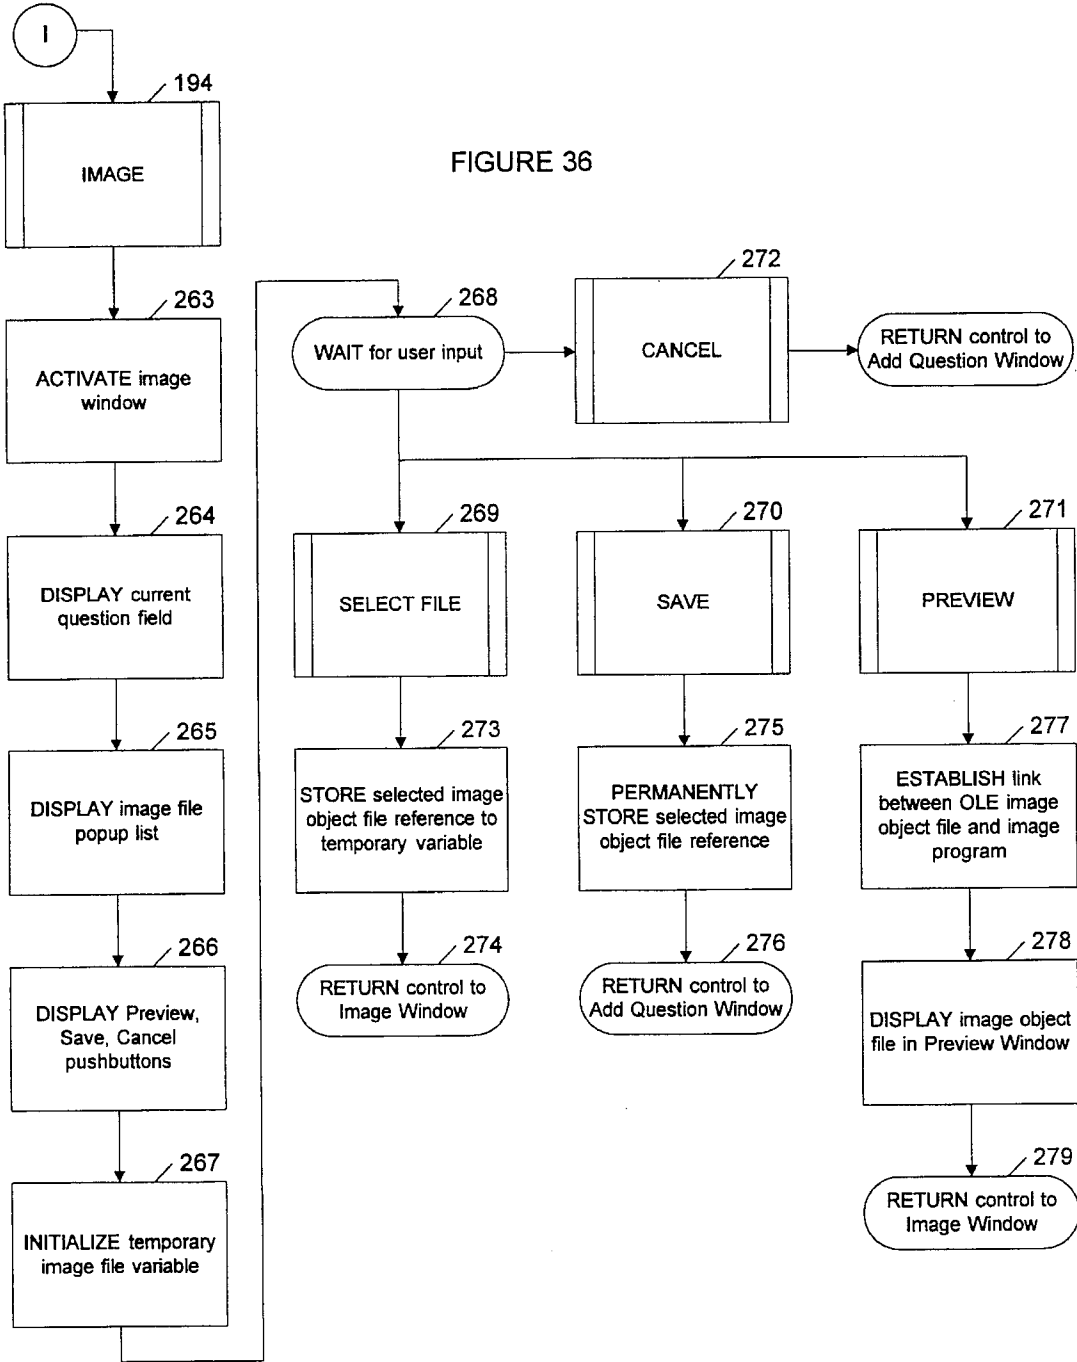 I
194
IMAGE
FIGURE 36
263
ACTIVATE image
window
264
DISPLAY current
question field
265
DISPLAY image file
popup list
266
DISPLAY Preview,
Save, Cancel
pushbuttons
267
INITIALIZE temporary
image file variable
268
WAIT for user input
272
CANCEL
RETURN control to
Add Question Window
269
SELECT FILE
273
STORE selected image
object file reference to
temporary variable
274
RETURN control to
Image Window
270
SAVE
275
PERMANENTLY
STORE selected image
object file reference
276
RETURN control to
Add Question Window
271
PREVIEW
277
ESTABLISH link
between OLE image
object file and image
program
278
DISPLAY image object
file in Preview Window
279
RETURN control to
Image Window